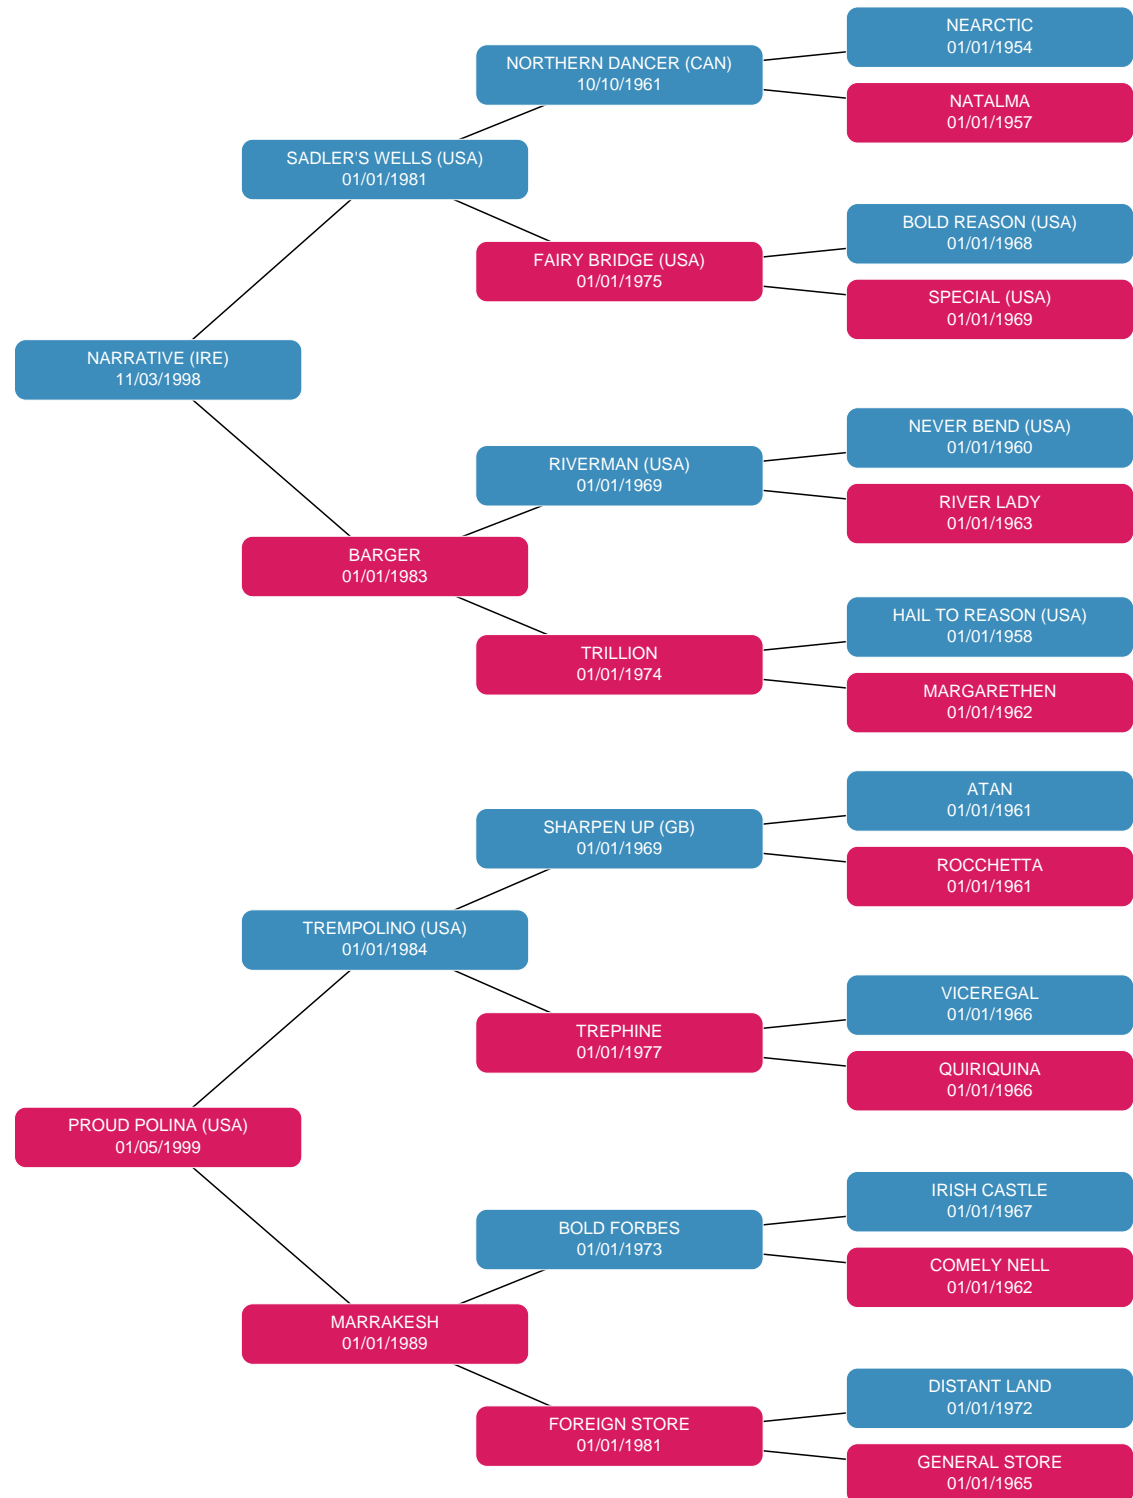 NEARCTIC
01/01/1954
NORTHERN DANCER (CAN)
10/10/1961
NATALMA
01/01/1957
SADLER'S WELLS (USA)
01/01/1981
BOLD REASON (USA)
01/01/1968
FAIRY BRIDGE (USA)
01/01/1975
SPECIAL (USA)
01/01/1969
NARRATIVE (IRE)
11/03/1998
NEVER BEND (USA)
01/01/1960
RIVERMAN (USA)
01/01/1969
RIVER LADY
01/01/1963
BARGER
01/01/1983
HAIL TO REASON (USA)
01/01/1958
TRILLION
01/01/1974
MARGARETHEN
01/01/1962
ATAN
01/01/1961
SHARPEN UP (GB)
01/01/1969
ROCCHETTA
01/01/1961
TREMPOLINO (USA)
01/01/1984
VICEREGAL
01/01/1966
TREPHINE
01/01/1977
QUIRIQUINA
01/01/1966
PROUD POLINA (USA)
01/05/1999
IRISH CASTLE
01/01/1967
BOLD FORBES
01/01/1973
COMELY NELL
01/01/1962
MARRAKESH
01/01/1989
DISTANT LAND
01/01/1972
FOREIGN STORE
01/01/1981
GENERAL STORE
01/01/1965